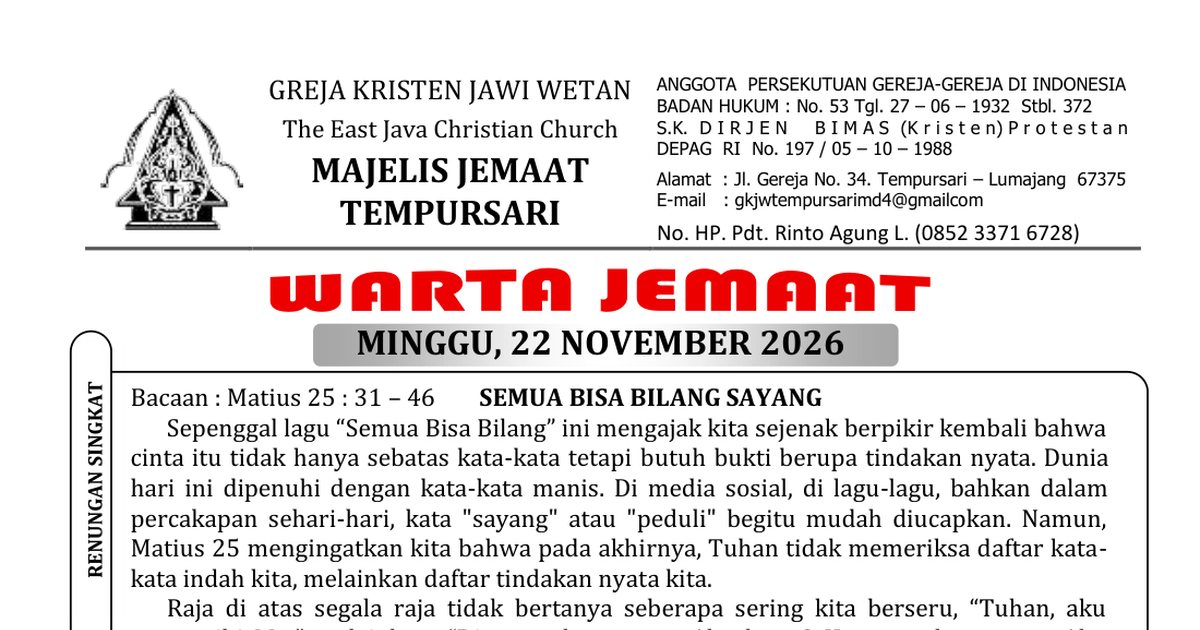 GREJA KRISTEN JAWI WETAN
The East Java Christian Church
MAJELIS JEMAAT
TEMPURSARI
ANGGOTA PERSEKUTUAN GEREJA-GEREJA DI INDONESIA
BADAN HUKUM : No. 53 Tgl. 27 – 06 – 1932 Stbl. 372
S.K. DIRJEN BIMAS (Kristen) Protestan
DEPAG RI No. 197 / 05 – 10 – 1988
Alamat : Jl. Gereja No. 34. Tempursari – Lumajang 67375
E-mail : gkjwtempursarimd4@gmailcom
No. HP. Pdt. Rinto Agung L. (0852 3371 6728)
WARTA JEMAAT
MINGGU, 22 NOVEMBER 2026
RENUNGAN SINGKAT
Bacaan : Matius 25 : 31 – 46 SEMUA BISA BILANG SAYANG
Sepenggal lagu “Semua Bisa Bilang” ini mengajak kita sejenak berpikir kembali bahwa
cinta itu tidak hanya sebatas kata-kata tetapi butuh bukti berupa tindakan nyata. Dunia
hari ini dipenuhi dengan kata-kata manis. Di media sosial, di lagu-lagu, bahkan dalam
percakapan sehari-hari, kata "sayang" atau "peduli" begitu mudah diucapkan. Namun,
Matius 25 mengingatkan kita bahwa pada akhirnya, Tuhan tidak memeriksa daftar kata-
kata indah kita, melainkan daftar tindakan nyata kita.
Raja di atas segala raja tidak bertanya seberapa sering kita berseru, “Tuhan, aku